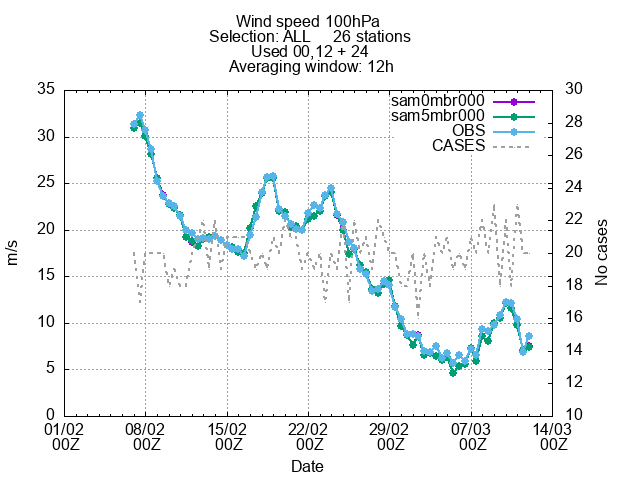 Wind speed 100hPa
Selection: ALL 26 stations
Used 00,12 + 24
Averaging window: 12h
35 30
sam0mbr000
30 28
sam5mbr000
OBS
26
CASES
25 24
20 22
m/s
No cases
20
15 18
10 16
14
5
12
0 10
01/02 08/02 15/02 22/02 29/02 07/03 14/03
00Z 00Z 00Z 00Z 00Z 00Z 00Z
Date